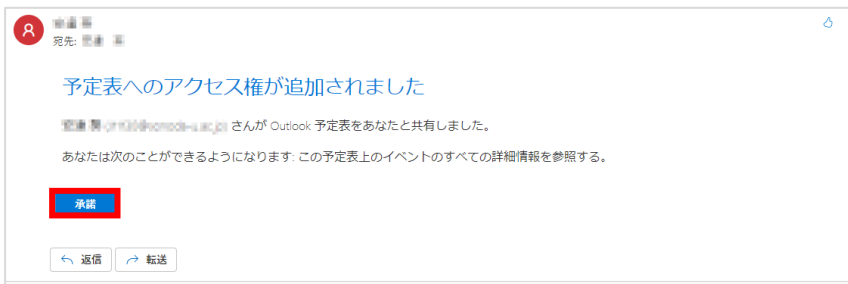 R
宛先:
予定表へのアクセス権が追加されました
さんが Outlook 予定表をあなたと共有しました。
あなたは次のことができるようになります: この予定表上のイベントのすべての詳細情報を参照する。
承諾
返信 転送